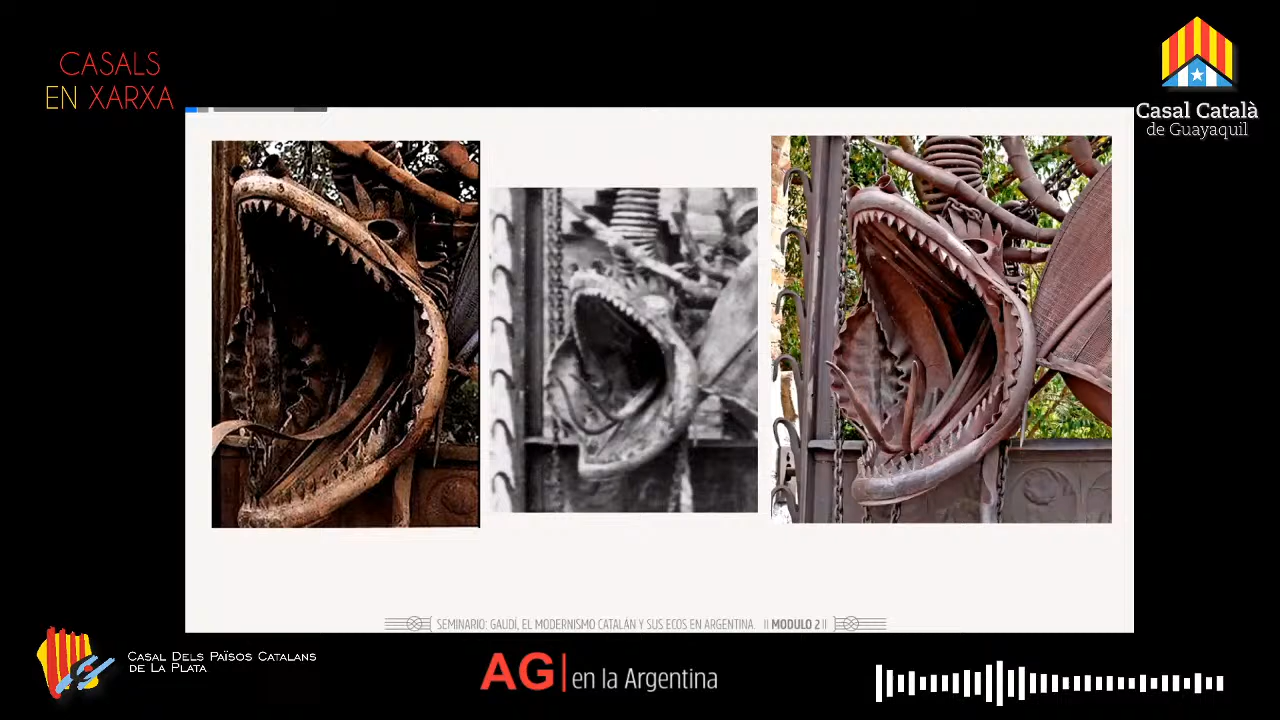 CASALS
EN XARXA
Casal Català
de Guayaquil
SEMINARIO: GAUDÍ, EL MODERNISMO CATALÁN Y SUS ECOS EN ARGENTINA. || MODULO 2 ||
CASAL DELS PAÏSOS CATALANS
DE LA PLATA
AG | en la Argentina